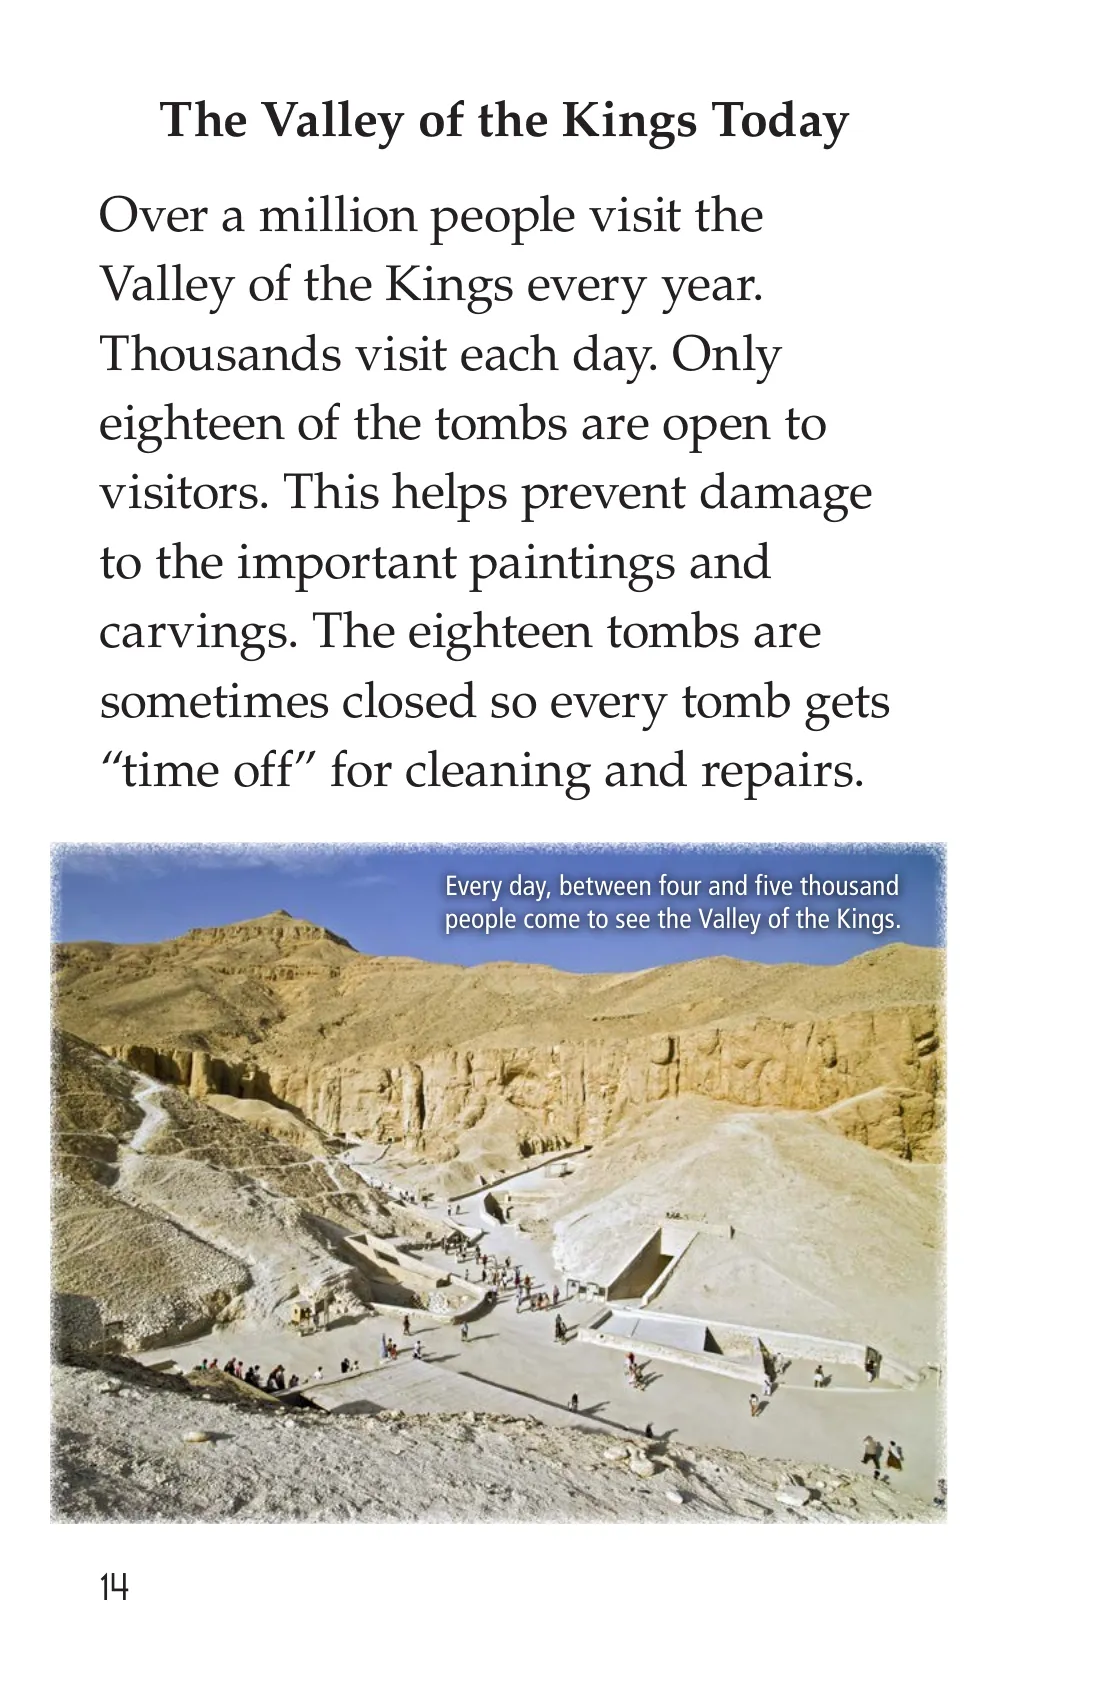 The Valley of the Kings Today
Over a million people visit the
Valley of the Kings every year.
Thousands visit each day. Only
eighteen of the tombs are open to
visitors. This helps prevent damage
to the important paintings and
carvings. The eighteen tombs are
sometimes closed so every tomb gets
“time off” for cleaning and repairs.
Every day, between four and five thousand
people come to see the Valley of the Kings.
14